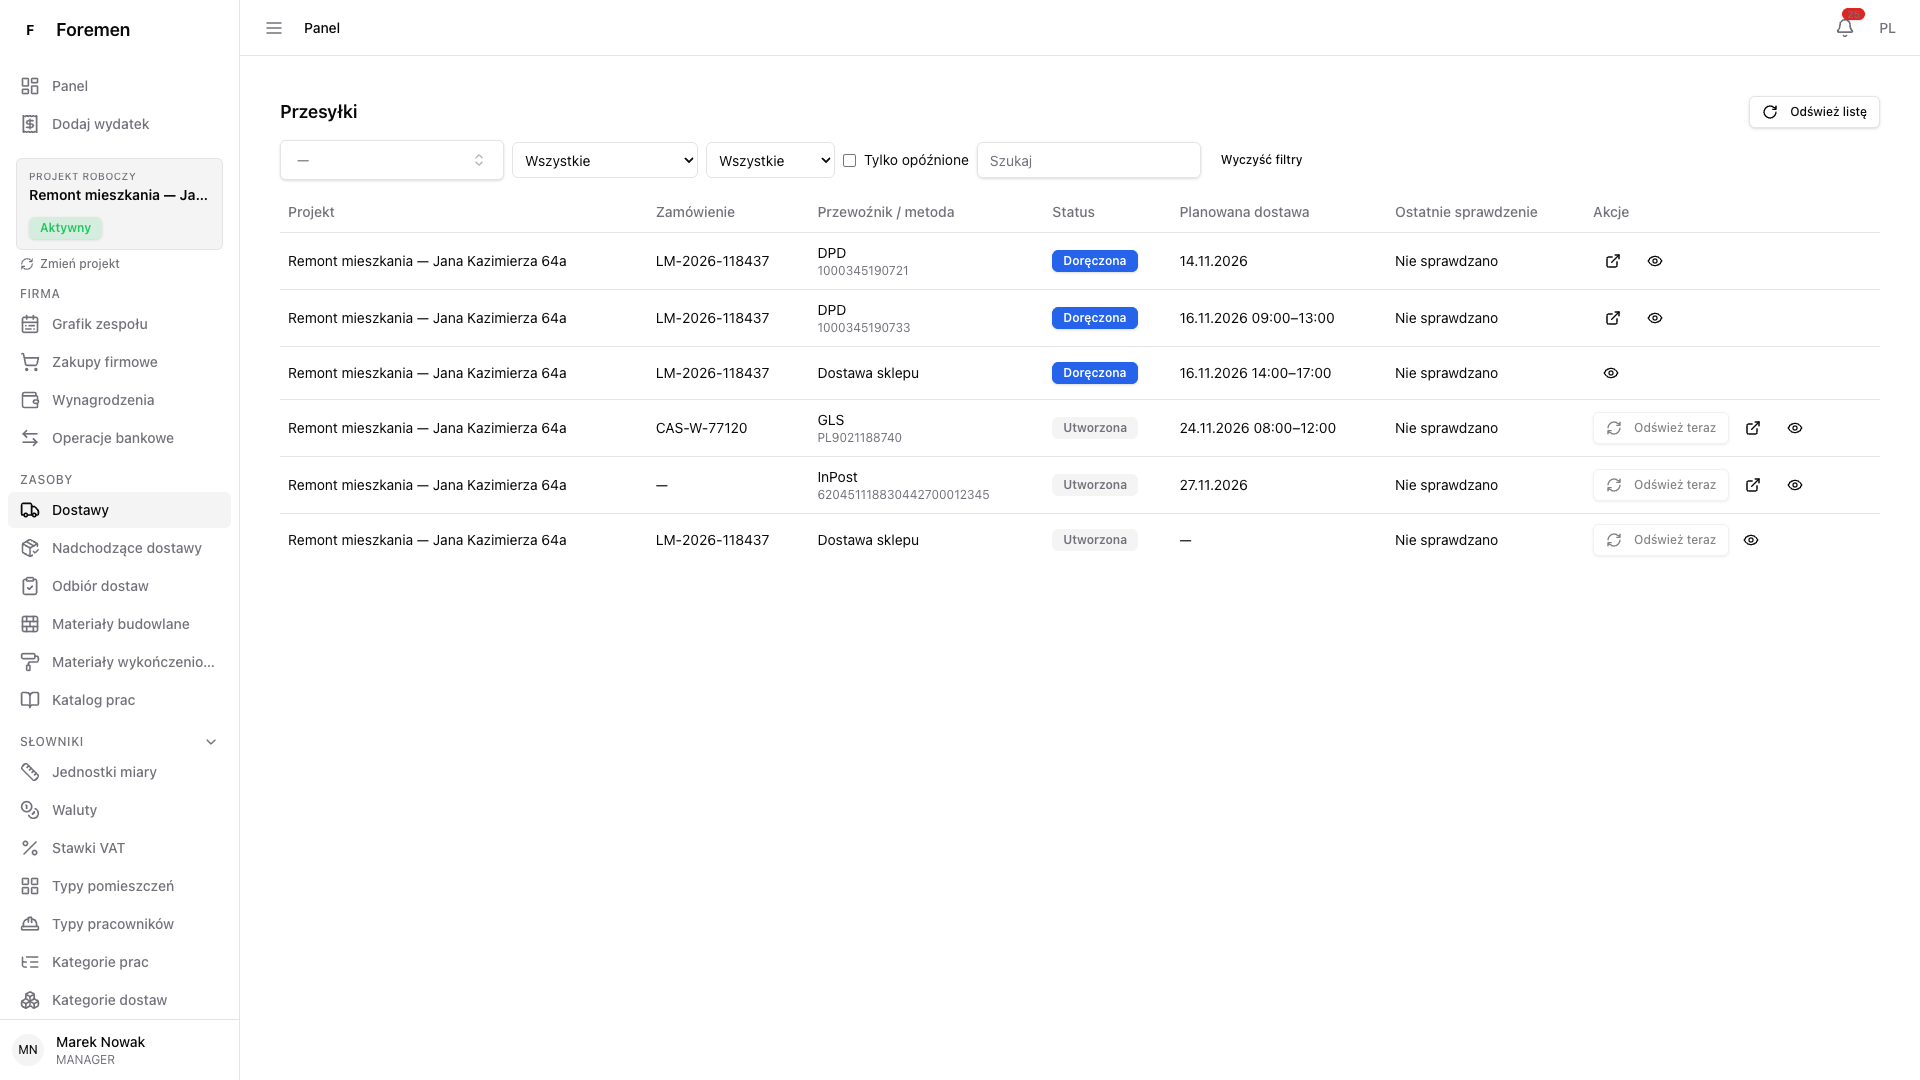 F Foremen
Panel
PL
Panel
Dodaj wydatek
PROJEKT ROBOCZY
Remont mieszkania — Ja...
Aktywny
Zmień projekt
FIRMA
Grafik zespołu
Zakupy firmowe
Wynagrodzenia
Operacje bankowe
ZASOBY
Dostawy
Nadchodzące dostawy
Odbiór dostaw
Materiały budowlane
Materiały wykończenio...
Katalog prac
SŁOWNIKI
Jednostki miary
Waluty
Stawki VAT
Typy pomieszczeń
Typy pracowników
Kategorie prac
Kategorie dostaw
MN Marek Nowak
MANAGER
Przesyłki
Odśwież listę
— Wszystkie Wszystkie Tylko opóźnione Szukaj Wyczyść filtry
Projekt Zamówienie Przewoźnik / metoda Status Planowana dostawa Ostatnie sprawdzenie Akcje
Remont mieszkania — Jana Kazimierza 64a LM-2026-118437 DPD Doręczona 14.11.2026 Nie sprawdzano
1000345190721
Remont mieszkania — Jana Kazimierza 64a LM-2026-118437 DPD Doręczona 16.11.2026 09:00–13:00 Nie sprawdzano
1000345190733
Remont mieszkania — Jana Kazimierza 64a LM-2026-118437 Dostawa sklepu Doręczona 16.11.2026 14:00–17:00 Nie sprawdzano
Remont mieszkania — Jana Kazimierza 64a CAS-W-77120 GLS Utworzona 24.11.2026 08:00–12:00 Nie sprawdzano Odśwież teraz
PL9021188740
Remont mieszkania — Jana Kazimierza 64a — InPost Utworzona 27.11.2026 Nie sprawdzano Odśwież teraz
620451118830442700012345
Remont mieszkania — Jana Kazimierza 64a LM-2026-118437 Dostawa sklepu Utworzona — Nie sprawdzano Odśwież teraz